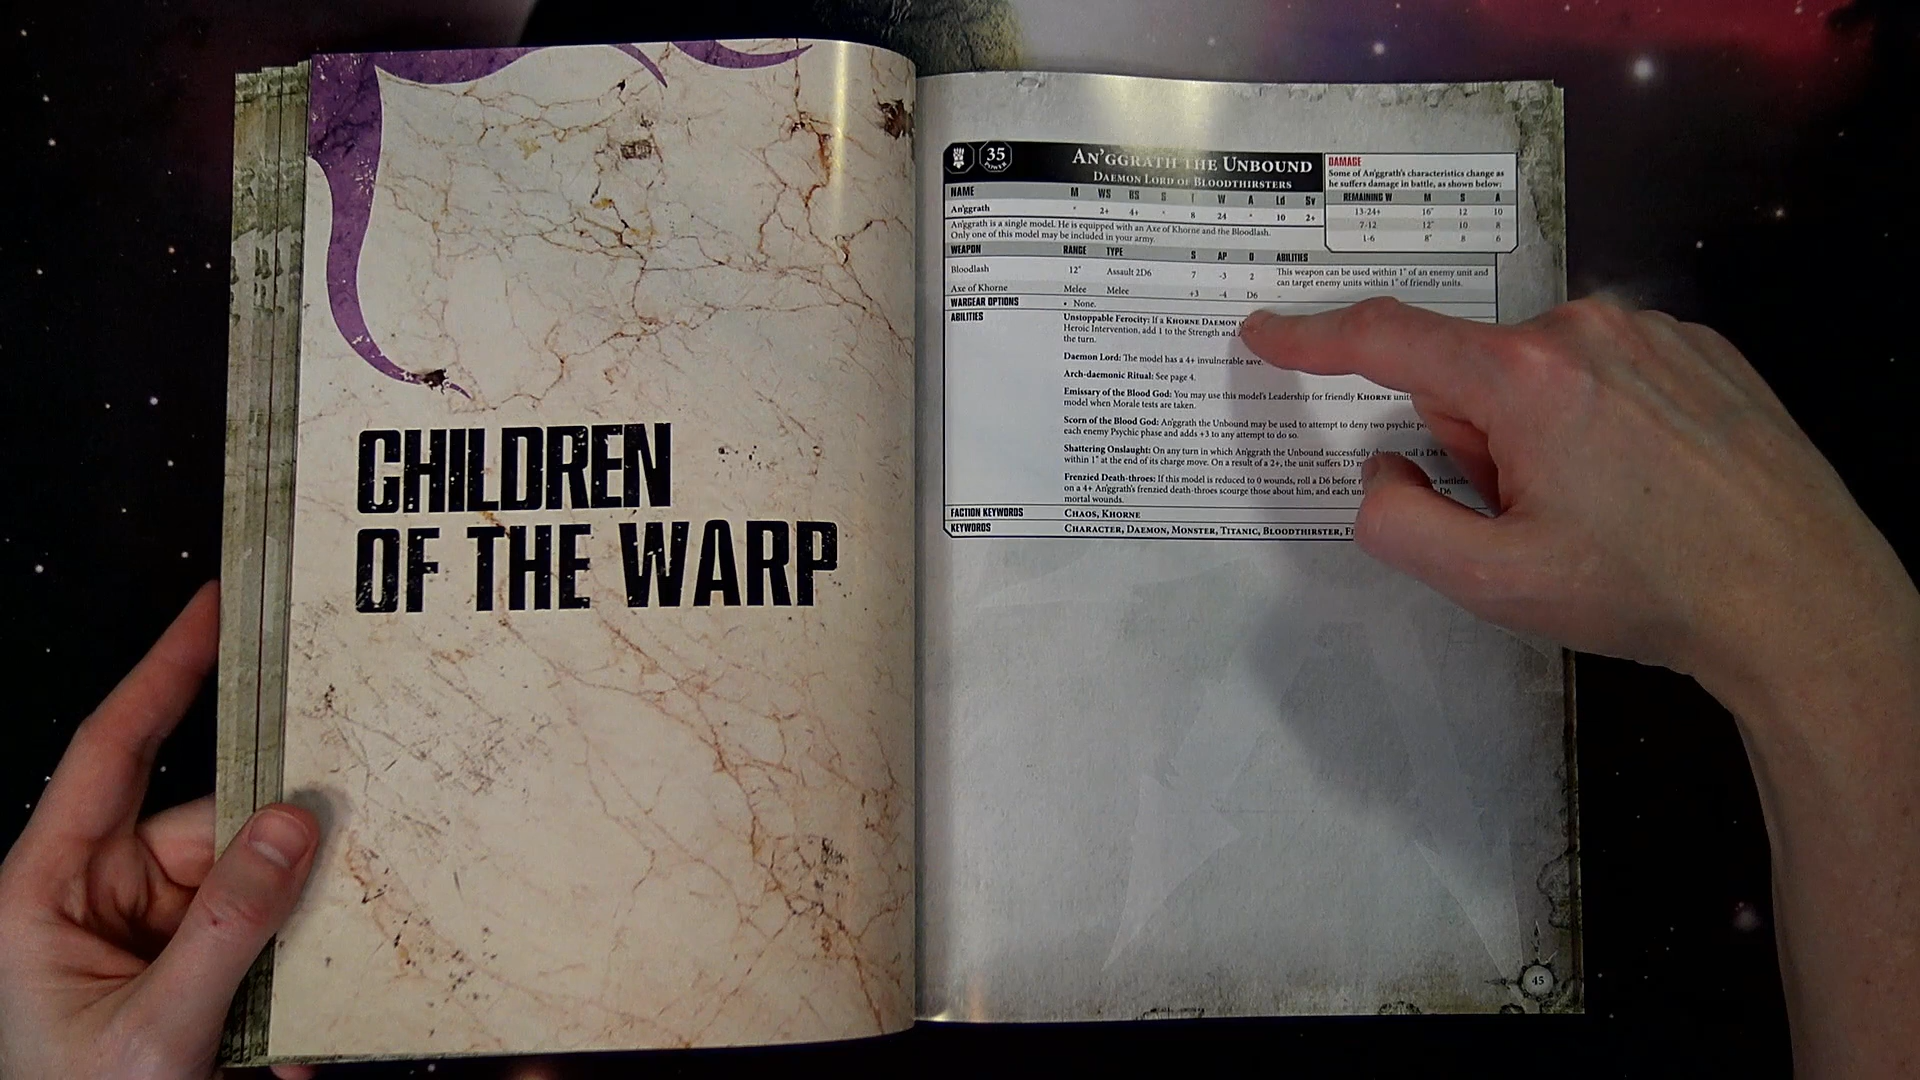 CHILDREN
OF THE WARP
35
POWER
AN'GGRATH THE UNBOUND
DAEMON LORD OF BLOODTHIRSTERS
DAMAGE
Some of An'ggrath's characteristics change as
he suffers damage in battle, as shown below:
REMAINING W M S A
13-24+ 16" 12 10
7-12 12" 10 8
1-6 8" 8 6
NAME M WS BS S T W A Ld Sv
An'ggrath * 2+ 4+ * 8 24 * 10 2+
An'ggrath is a single model. He is equipped with an Axe of Khorne and the Bloodlash.
Only one of this model may be included in your army.
WEAPON RANGE TYPE S AP D ABILITIES
Bloodlash 12" Assault 2D6 7 -3 2 This weapon can be used within 1" of an enemy unit and
can target enemy units within 1" of friendly units.
Axe of Khorne Melee Melee +3 -4 D6 -
WARGEAR OPTIONS • None.
ABILITIES Unstoppable Ferocity: If a KHORNE DAEMON
Heroic Intervention, add 1 to the Strength and
the turn.
Daemon Lord: The model has a 4+ invulnerable save.
Arch-daemonic Ritual: See page 4.
Emissary of the Blood God: You may use this model's Leadership for friendly KHORNE
model when Morale tests are taken.
Scorn of the Blood God: An'ggrath the Unbound may be used to attempt to deny two psychic
each enemy Psychic phase and adds +3 to any attempt to do so.
Shattering Onslaught: On any turn in which An'ggrath the Unbound successfully charges, roll a D6
within 1" at the end of its charge move. On a result of a 2+, the unit suffers D3
Frenzied Death-throes: If this model is reduced to 0 wounds, roll a D6 before
on a 4+ An'ggrath's frenzied death-throes scourge those about him, and each D6
mortal wounds.
FACTION KEYWORDS CHAOS, KHORNE
KEYWORDS CHARACTER, DAEMON, MONSTER, TITANIC, BLOODTHIRSTER,
45